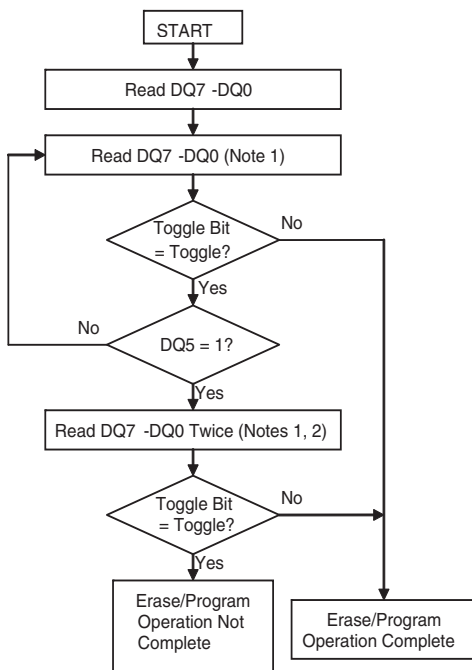 START
Read DQ7 -DQ0
Read DQ7 -DQ0 (Note 1)
Toggle Bit
= Toggle?
No
Yes
No
DQ5 = 1?
Yes
Read DQ7 -DQ0 Twice (Notes 1, 2)
Toggle Bit
= Toggle?
No
Yes
Erase/Program
Operation Not
Complete
Erase/Program
Operation Complete